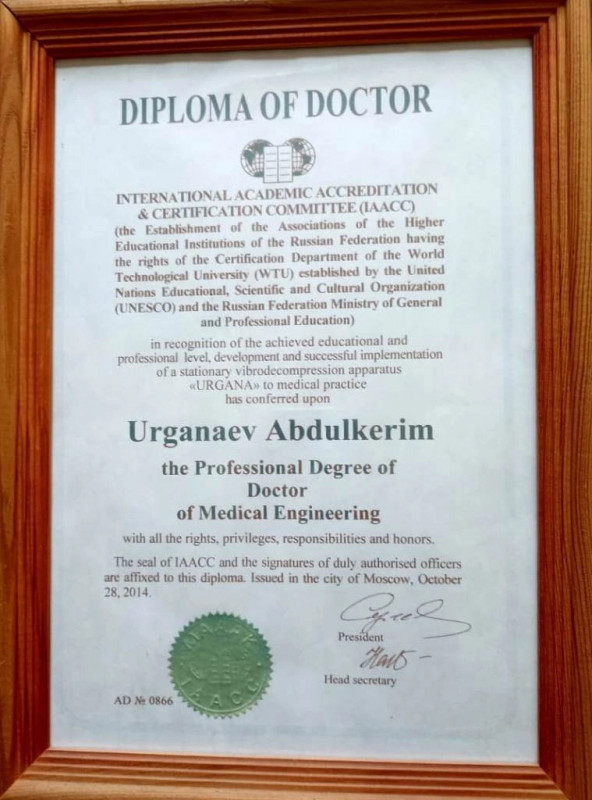 DIPLOMA OF DOCTOR
INTERNATIONAL ACADEMIC ACCREDITATION
& CERTIFICATION COMMITTEE (IAACC)
(the Establishment of the Associations of the Higher
Educational Institutions of the Russian Federation having
the rights of the Certification Department of the World
Technological University (WTU) established by the United
Nations Educational, Scientific and Cultural Organization
(UNESCO) and the Russian Federation Ministry of General
and Professional Education)
in recognition of the achieved educational and
professional level, development and successful implementation
of a stationary vibrodecompression apparatus
«URGANA» to medical practice
has conferred upon
Urganaev Abdulkerim
the Professional Degree of
Doctor
of Medical Engineering
with all the rights, privileges, responsibilities and honors.
The seal of IAACC and the signatures of duly authorised officers
are affixed to this diploma. Issued in the city of Moscow, October
28, 2014.
President
Head secretary
AD № 0866
IAACC